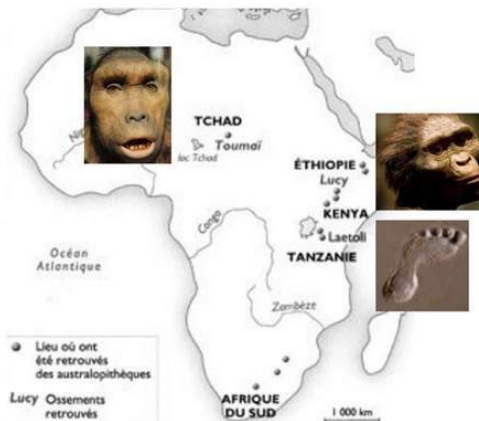 TCHAD
Toumaï
lac Tchad
ÉTHIOPIE
Lucy
KENYA
Laetoli
TANZANIE
Congo
Océan
Atlantique
Zambèze
Lieu où ont
été retrouvés
des australopithèques
Lucy Ossements
retrouvés
AFRIQUE
DU SUD
1 000 km